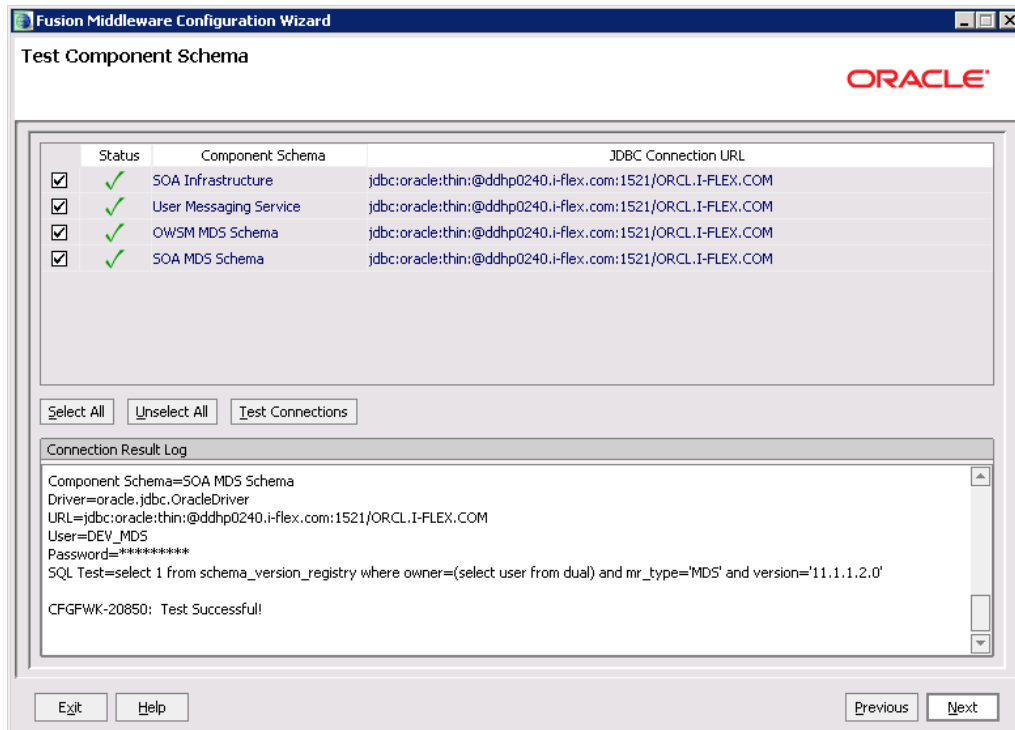 Fusion Middleware Configuration Wizard
Test Component Schema
ORACLE
Status Component Schema JDBC Connection URL
SOA Infrastructure jdbc:oracle:thin:@ddhp0240.i-flex.com:1521/ORCL.I-FLEX.COM
User Messaging Service jdbc:oracle:thin:@ddhp0240.i-flex.com:1521/ORCL.I-FLEX.COM
OWSM MDS Schema jdbc:oracle:thin:@ddhp0240.i-flex.com:1521/ORCL.I-FLEX.COM
SOA MDS Schema jdbc:oracle:thin:@ddhp0240.i-flex.com:1521/ORCL.I-FLEX.COM
Select All Unselect All Test Connections
Connection Result Log
Component Schema=SOA MDS Schema
Driver=oracle.jdbc.OracleDriver
URL=jdbc:oracle:thin:@ddhp0240.i-flex.com:1521/ORCL.I-FLEX.COM
User=DEV_MDS
Password=*********
SQL Test=select 1 from schema_version_registry where owner=(select user from dual) and mr_type='MDS' and version='11.1.1.2.0'
CFGFWK-20850: Test Successful!
Exit Help Previous Next